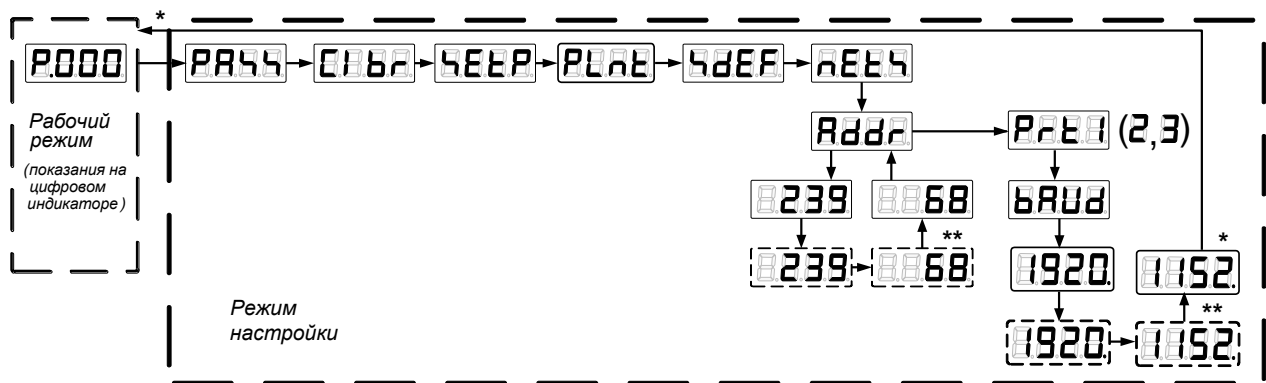 *
P.000 PASS CIbr SEtP PLnt SdEF nEtS
Рабочий
режим
(показания на
цифровом
индикаторе)
Addr Prt1 (2,3)
239 68 bAUd
**
239 68 1920. 1152.
*
**
1920. 1152.
Режим
настройки